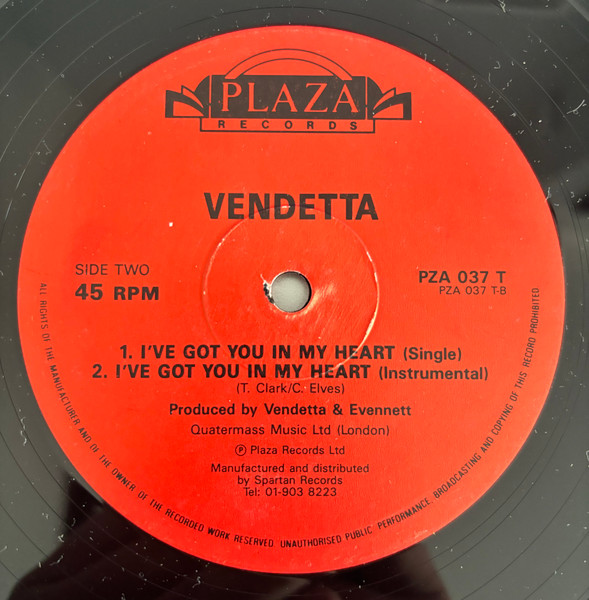 PLAZA
RECORDS
VENDETTA
SIDE TWO
45 RPM
PZA 037 T
PZA 037 T-B
1. I'VE GOT YOU IN MY HEART (Single)
2. I'VE GOT YOU IN MY HEART (Instrumental)
(T. Clark/C. Elves)
Produced by Vendetta & Evennett
Quatermass Music Ltd (London)
Ⓟ Plaza Records Ltd
Manufactured and distributed
by Spartan Records
Tel: 01-903 8223
ALL RIGHTS OF THE MANUFACTURER AND OF THE OWNER OF THE RECORDED WORK RESERVED. UNAUTHORISED PUBLIC PERFORMANCE, BROADCASTING AND COPYING OF THIS RECORD PROHIBITED